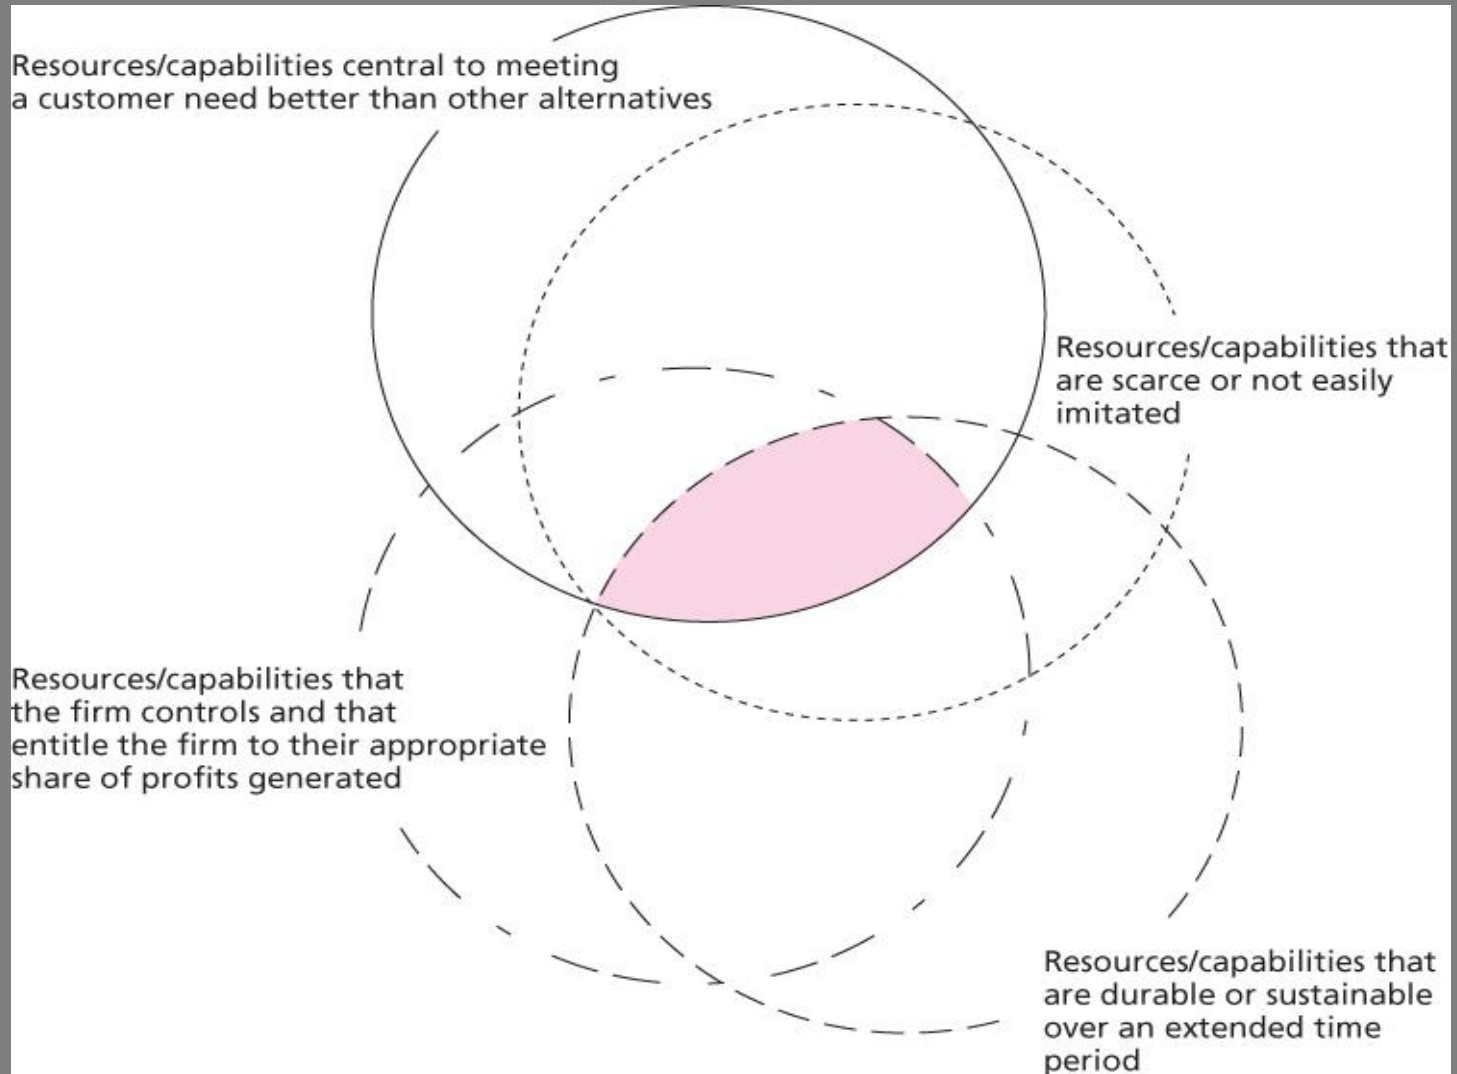 Resources/capabilities central to meeting
a customer need better than other alternatives
Resources/capabilities that
are scarce or not easily
imitated
Resources/capabilities that
the firm controls and that
entitle the firm to their appropriate
share of profits generated
Resources/capabilities that
are durable or sustainable
over an extended time
period